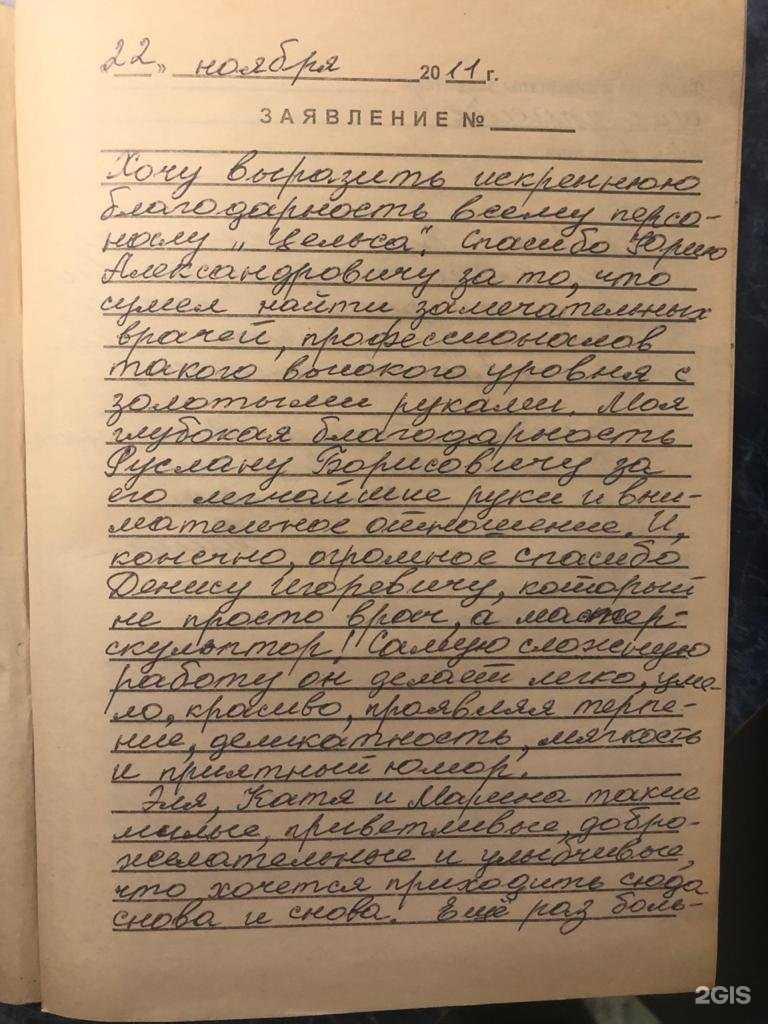 22 „ ноября 2011 г.
ЗАЯВЛЕНИЕ №
Хочу выразить искреннюю
благодарность всему персо-
налу „Цельса". Спасибо Юрию
Александровичу за то, что
сумел найти замечательных
врачей, профессионалов
такого высокого уровня с
золотыми руками. Моя
глубокая благодарность
Руслану Борисовичу за
его легчайшие руки и вни-
мательное отношение. И,
конечно, огромное спасибо
Денису Игоревичу, который
не просто врач, а мастер-
скульптор! Самую сложную
работу он делает легко, уме-
ло, красиво, проявляя терпе-
ние, деликатность, мягкость
и приятный юмор.
Эля, Катя и Марина такие
милые, приветливые, добро-
желательные и улыбчивые,
что хочется приходить сюда
снова и снова. Ещё раз боль-
2GIS